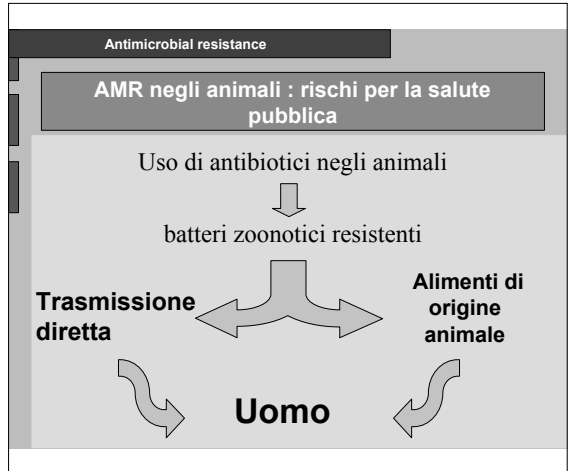 Antimicrobial resistance
AMR negli animali : rischi per la salute
pubblica
Uso di antibiotici negli animali
batteri zoonotici resistenti
Trasmissione
diretta
Alimenti di
origine
animale
Uomo